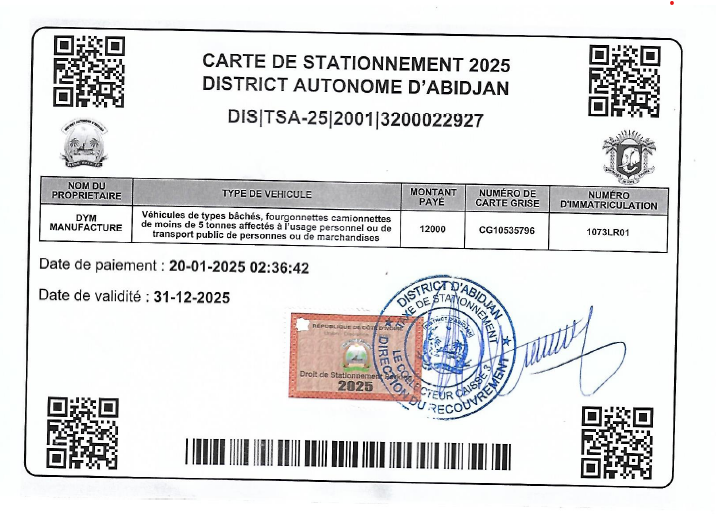 CARTE DE STATIONNEMENT 2025
DISTRICT AUTONOME D'ABIDJAN
DIS|TSA-25|2001|3200022927
NOM DU PROPRIETAIRE
TYPE DE VEHICULE
MONTANT PAYÉ
NUMÉRO DE CARTE GRISE
NUMÉRO D'IMMATRICULATION
DYM MANUFACTURE
Véhicules de types bâchés, fourgonnettes camionnettes
de moins de 5 tonnes affectés à l'usage personnel ou de
transport public de personnes ou de marchandises
12000
CG10535796
1073LR01
Date de paiement : 20-01-2025 02:36:42
Date de validité : 31-12-2025
RÉPUBLIQUE DE CÔTE D'IVOIRE
Droit de Stationnement
2025
DISTRICT D'ABIDJAN
TAXE DE STATIONNEMENT
LE COLLECTEUR CAISSE 3
DIRECTION DU RECOUVREMENT